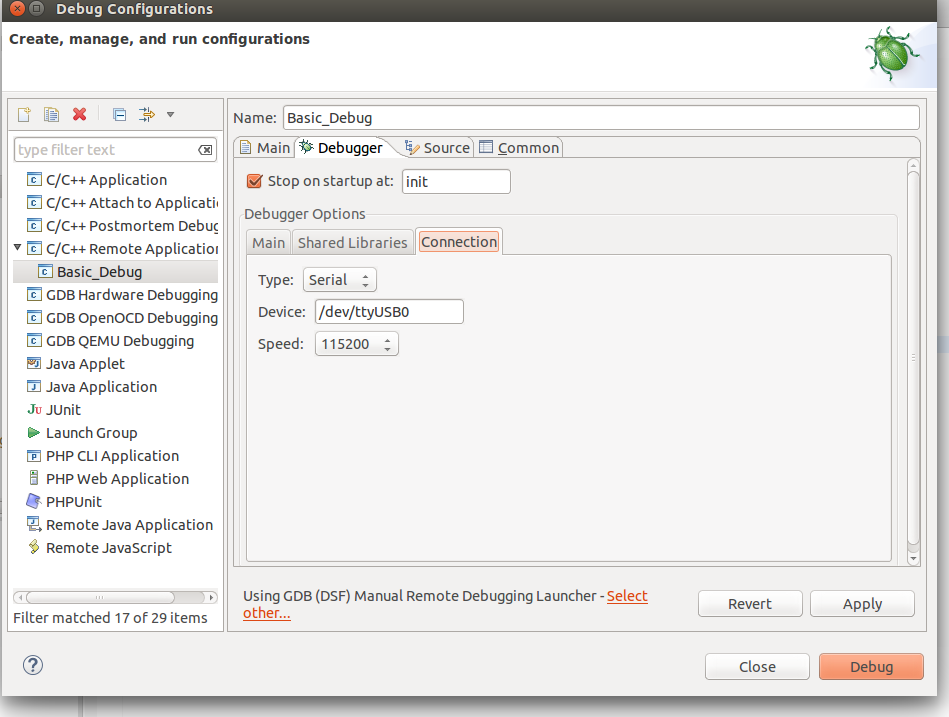 Debug Configurations
Create, manage, and run configurations
type filter text
C/C++ Application
C/C++ Attach to Applicati
C/C++ Postmortem Debug
C/C++ Remote Application
Basic_Debug
GDB Hardware Debugging
GDB OpenOCD Debugging
GDB QEMU Debugging
Java Applet
Java Application
JUnit
Launch Group
PHP CLI Application
PHP Web Application
PHPUnit
Remote Java Application
Remote JavaScript
Filter matched 17 of 29 items
Name: Basic_Debug
Main Debugger Source Common
Stop on startup at: init
Debugger Options
Main Shared Libraries Connection
Type: Serial
Device: /dev/ttyUSB0
Speed: 115200
Using GDB (DSF) Manual Remote Debugging Launcher - Select
other...
Revert Apply
Close Debug